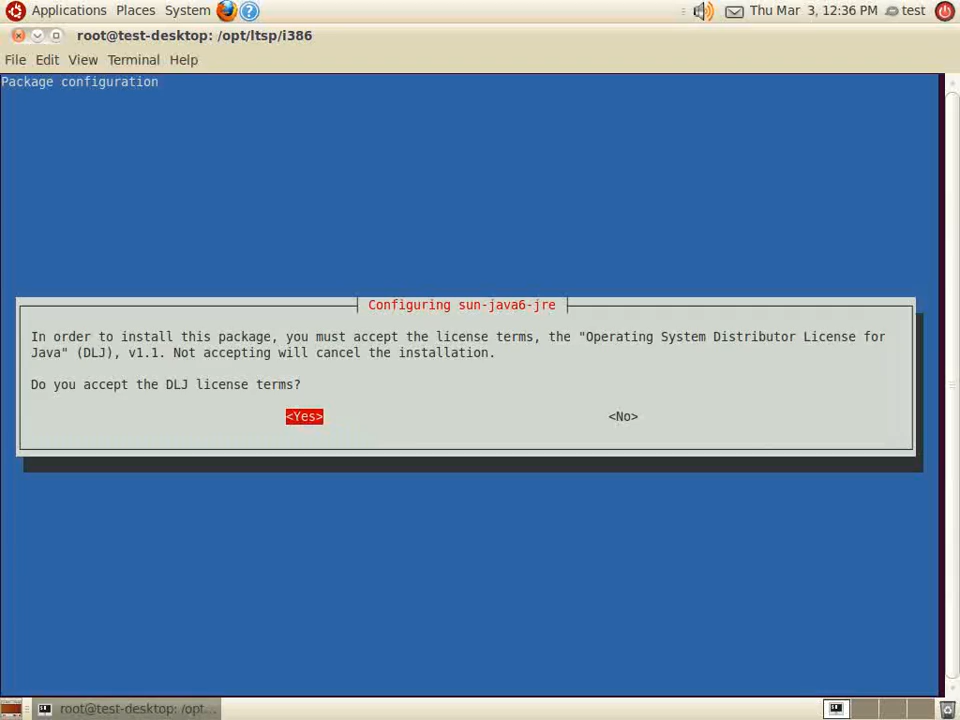 Applications Places System Thu Mar 3, 12:36 PM test
root@test-desktop: /opt/ltsp/i386
File Edit View Terminal Help
Package configuration
Configuring sun-java6-jre
In order to install this package, you must accept the license terms, the "Operating System Distributor License for
Java" (DLJ), v1.1. Not accepting will cancel the installation.
Do you accept the DLJ license terms?
<Yes> <No>
root@test-desktop: /opt...